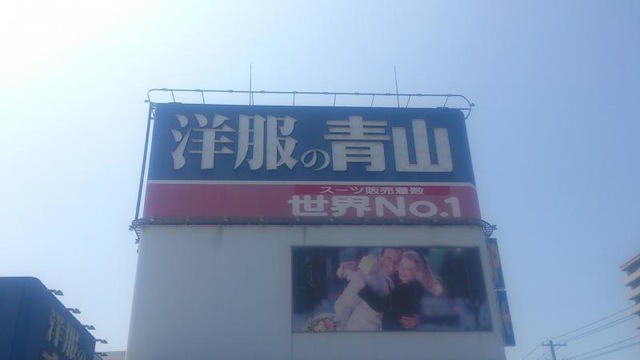 洋服の青山
スーツ販売着数
世界No.1
洋服の